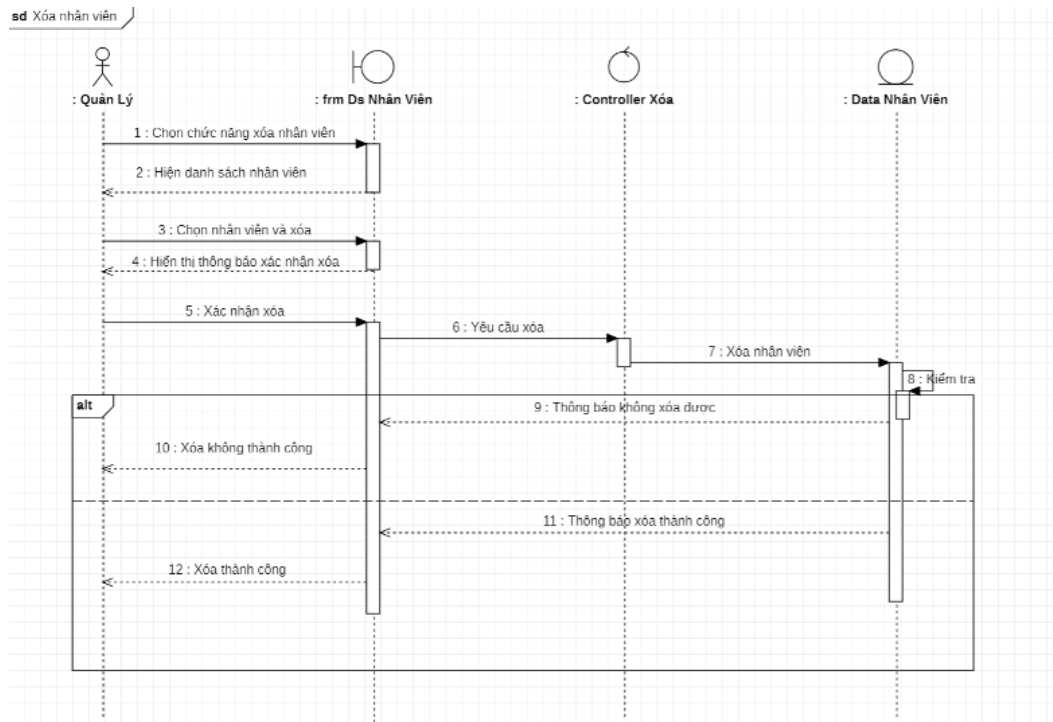 sd Xóa nhân viên
: Quản Lý
: frm Ds Nhân Viên
: Controller Xóa
: Data Nhân Viên
1 : Chọn chức năng xóa nhân viên
2 : Hiện danh sách nhân viên
3 : Chọn nhân viên và xóa
4 : Hiển thị thông báo xác nhận xóa
5 : Xác nhận xóa
6 : Yêu cầu xóa
7 : Xóa nhân viên
8 : Kiểm tra
alt
9 : Thông báo không xóa được
10 : Xóa không thành công
11 : Thông báo xóa thành công
12 : Xóa thành công